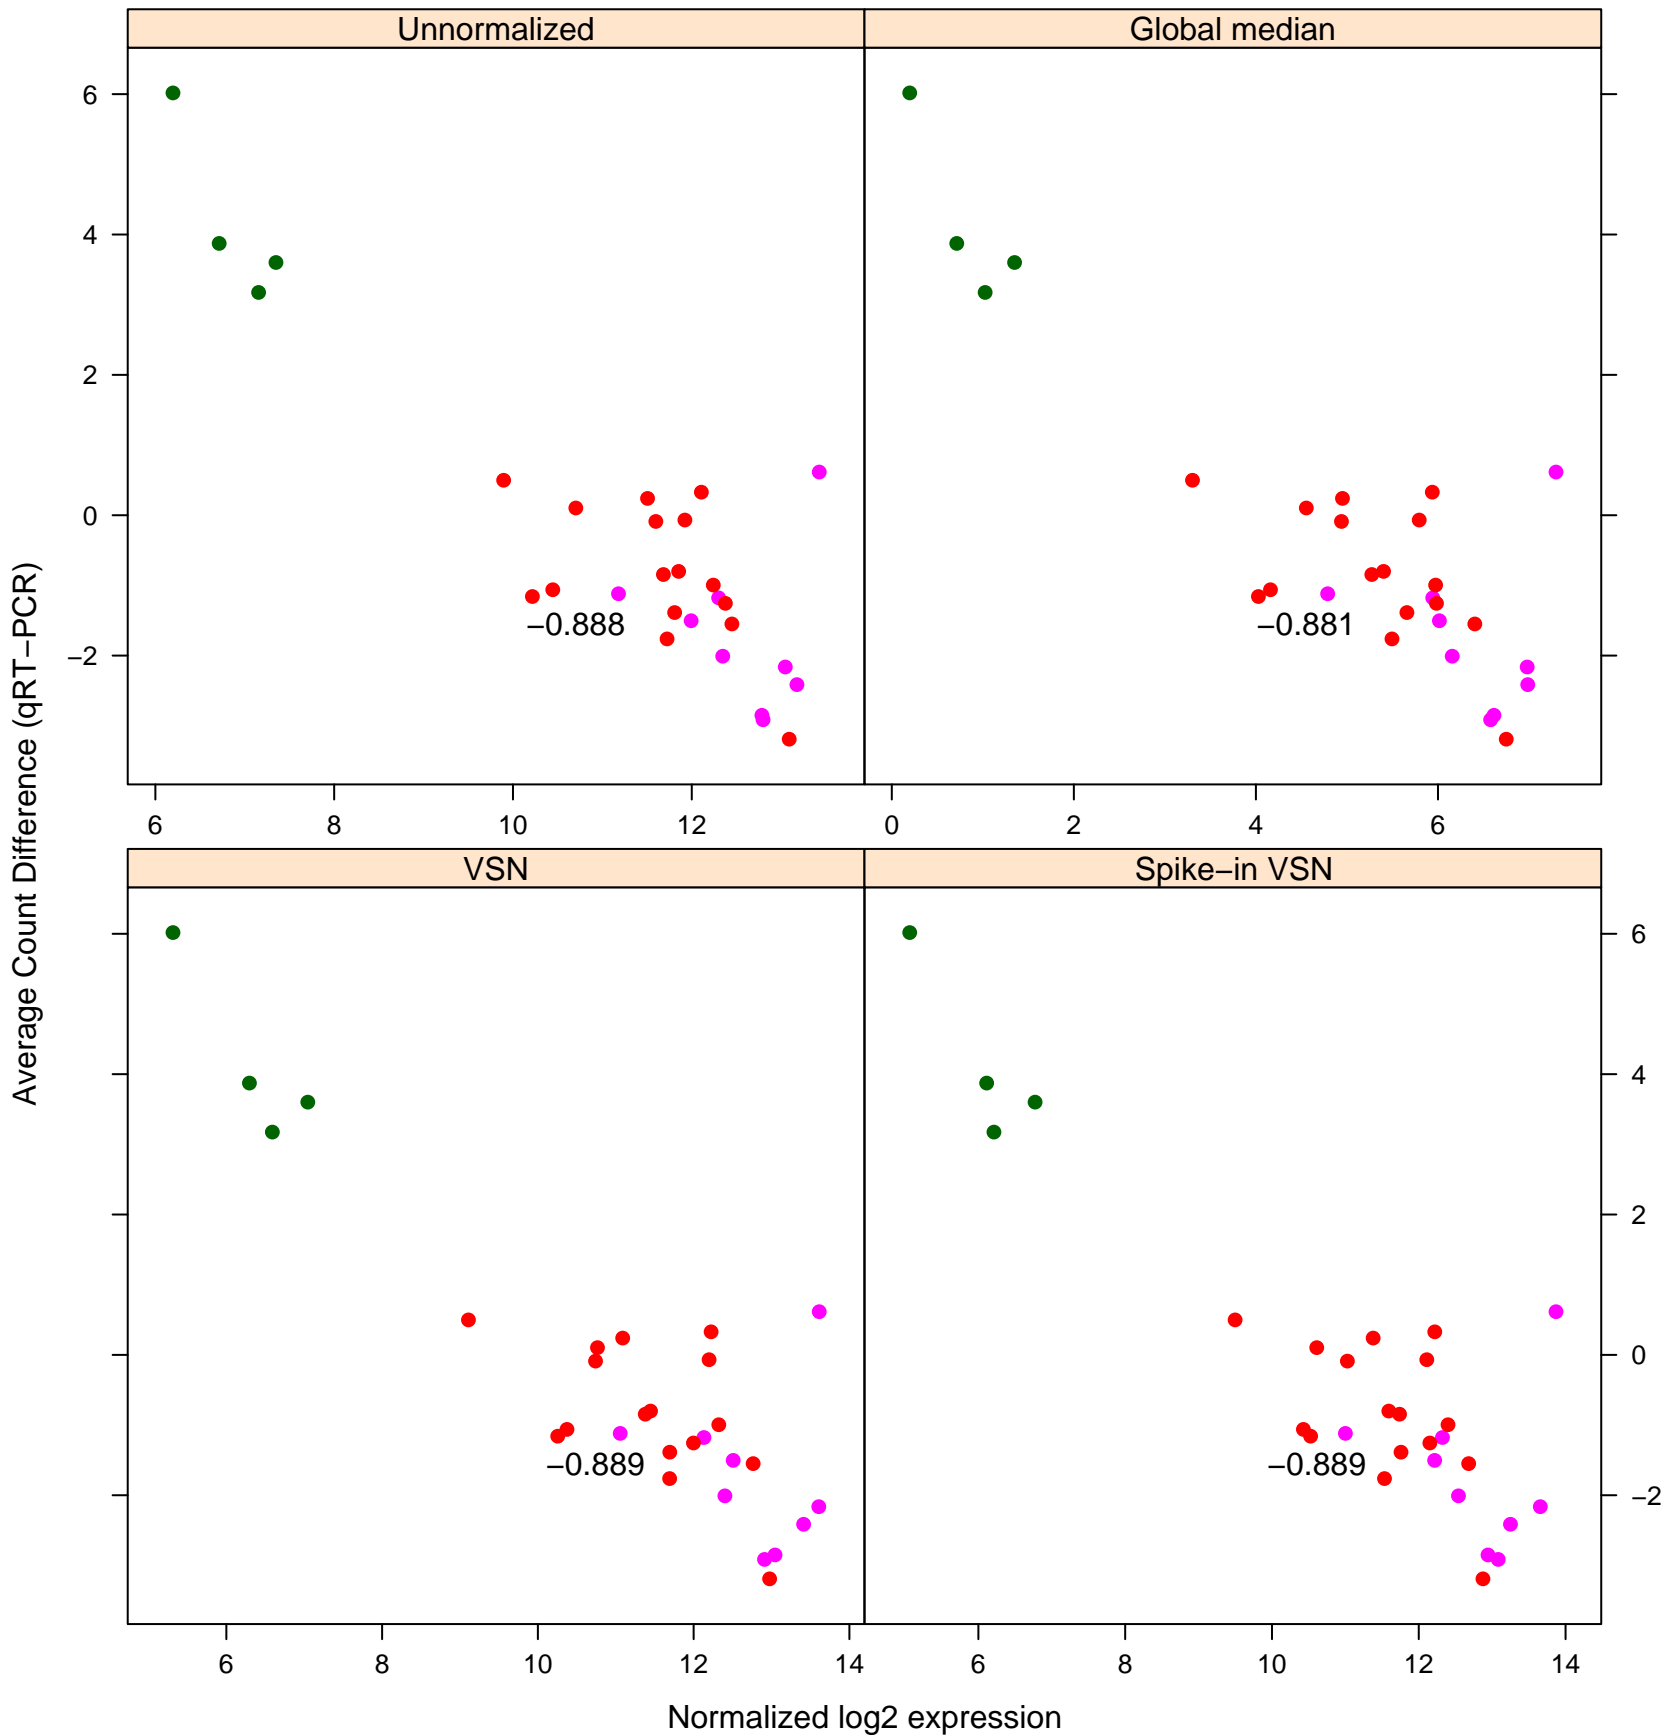 Unnormalized Global median
6
4
2
0
−2
−0.888 −0.881
6 8 10 12 0 2 4 6
VSN Spike−in VSN
6
4
2
0
−2
−0.889 −0.889
6 8 10 12 14 6 8 10 12 14
Average Count Difference (qRT−PCR)
Normalized log2 expression